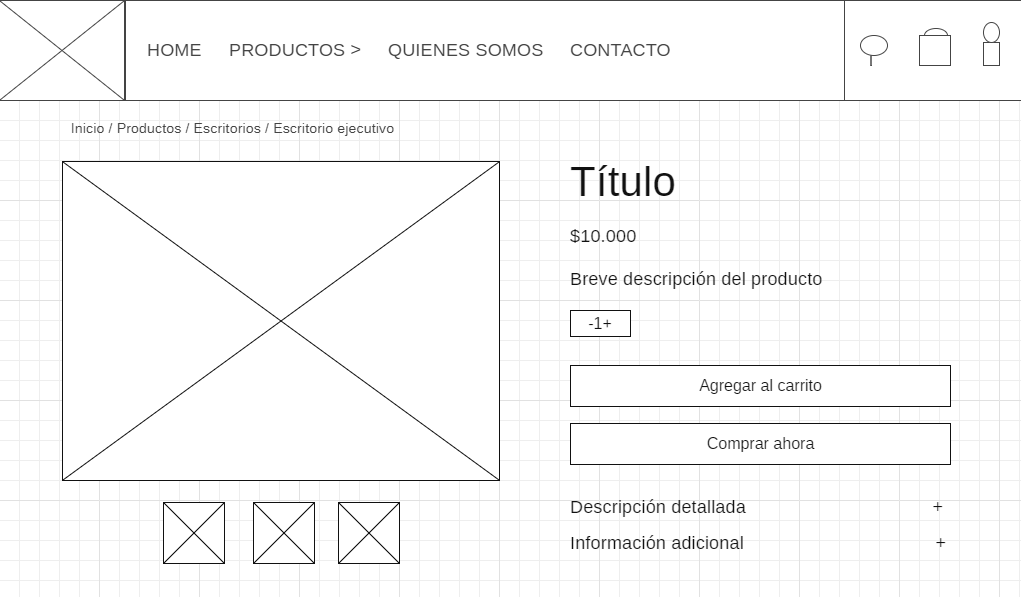 HOME PRODUCTOS > QUIENES SOMOS CONTACTO
Inicio / Productos / Escritorios / Escritorio ejecutivo
Título
$10.000
Breve descripción del producto
-1+
Agregar al carrito
Comprar ahora
Descripción detallada +
Información adicional +